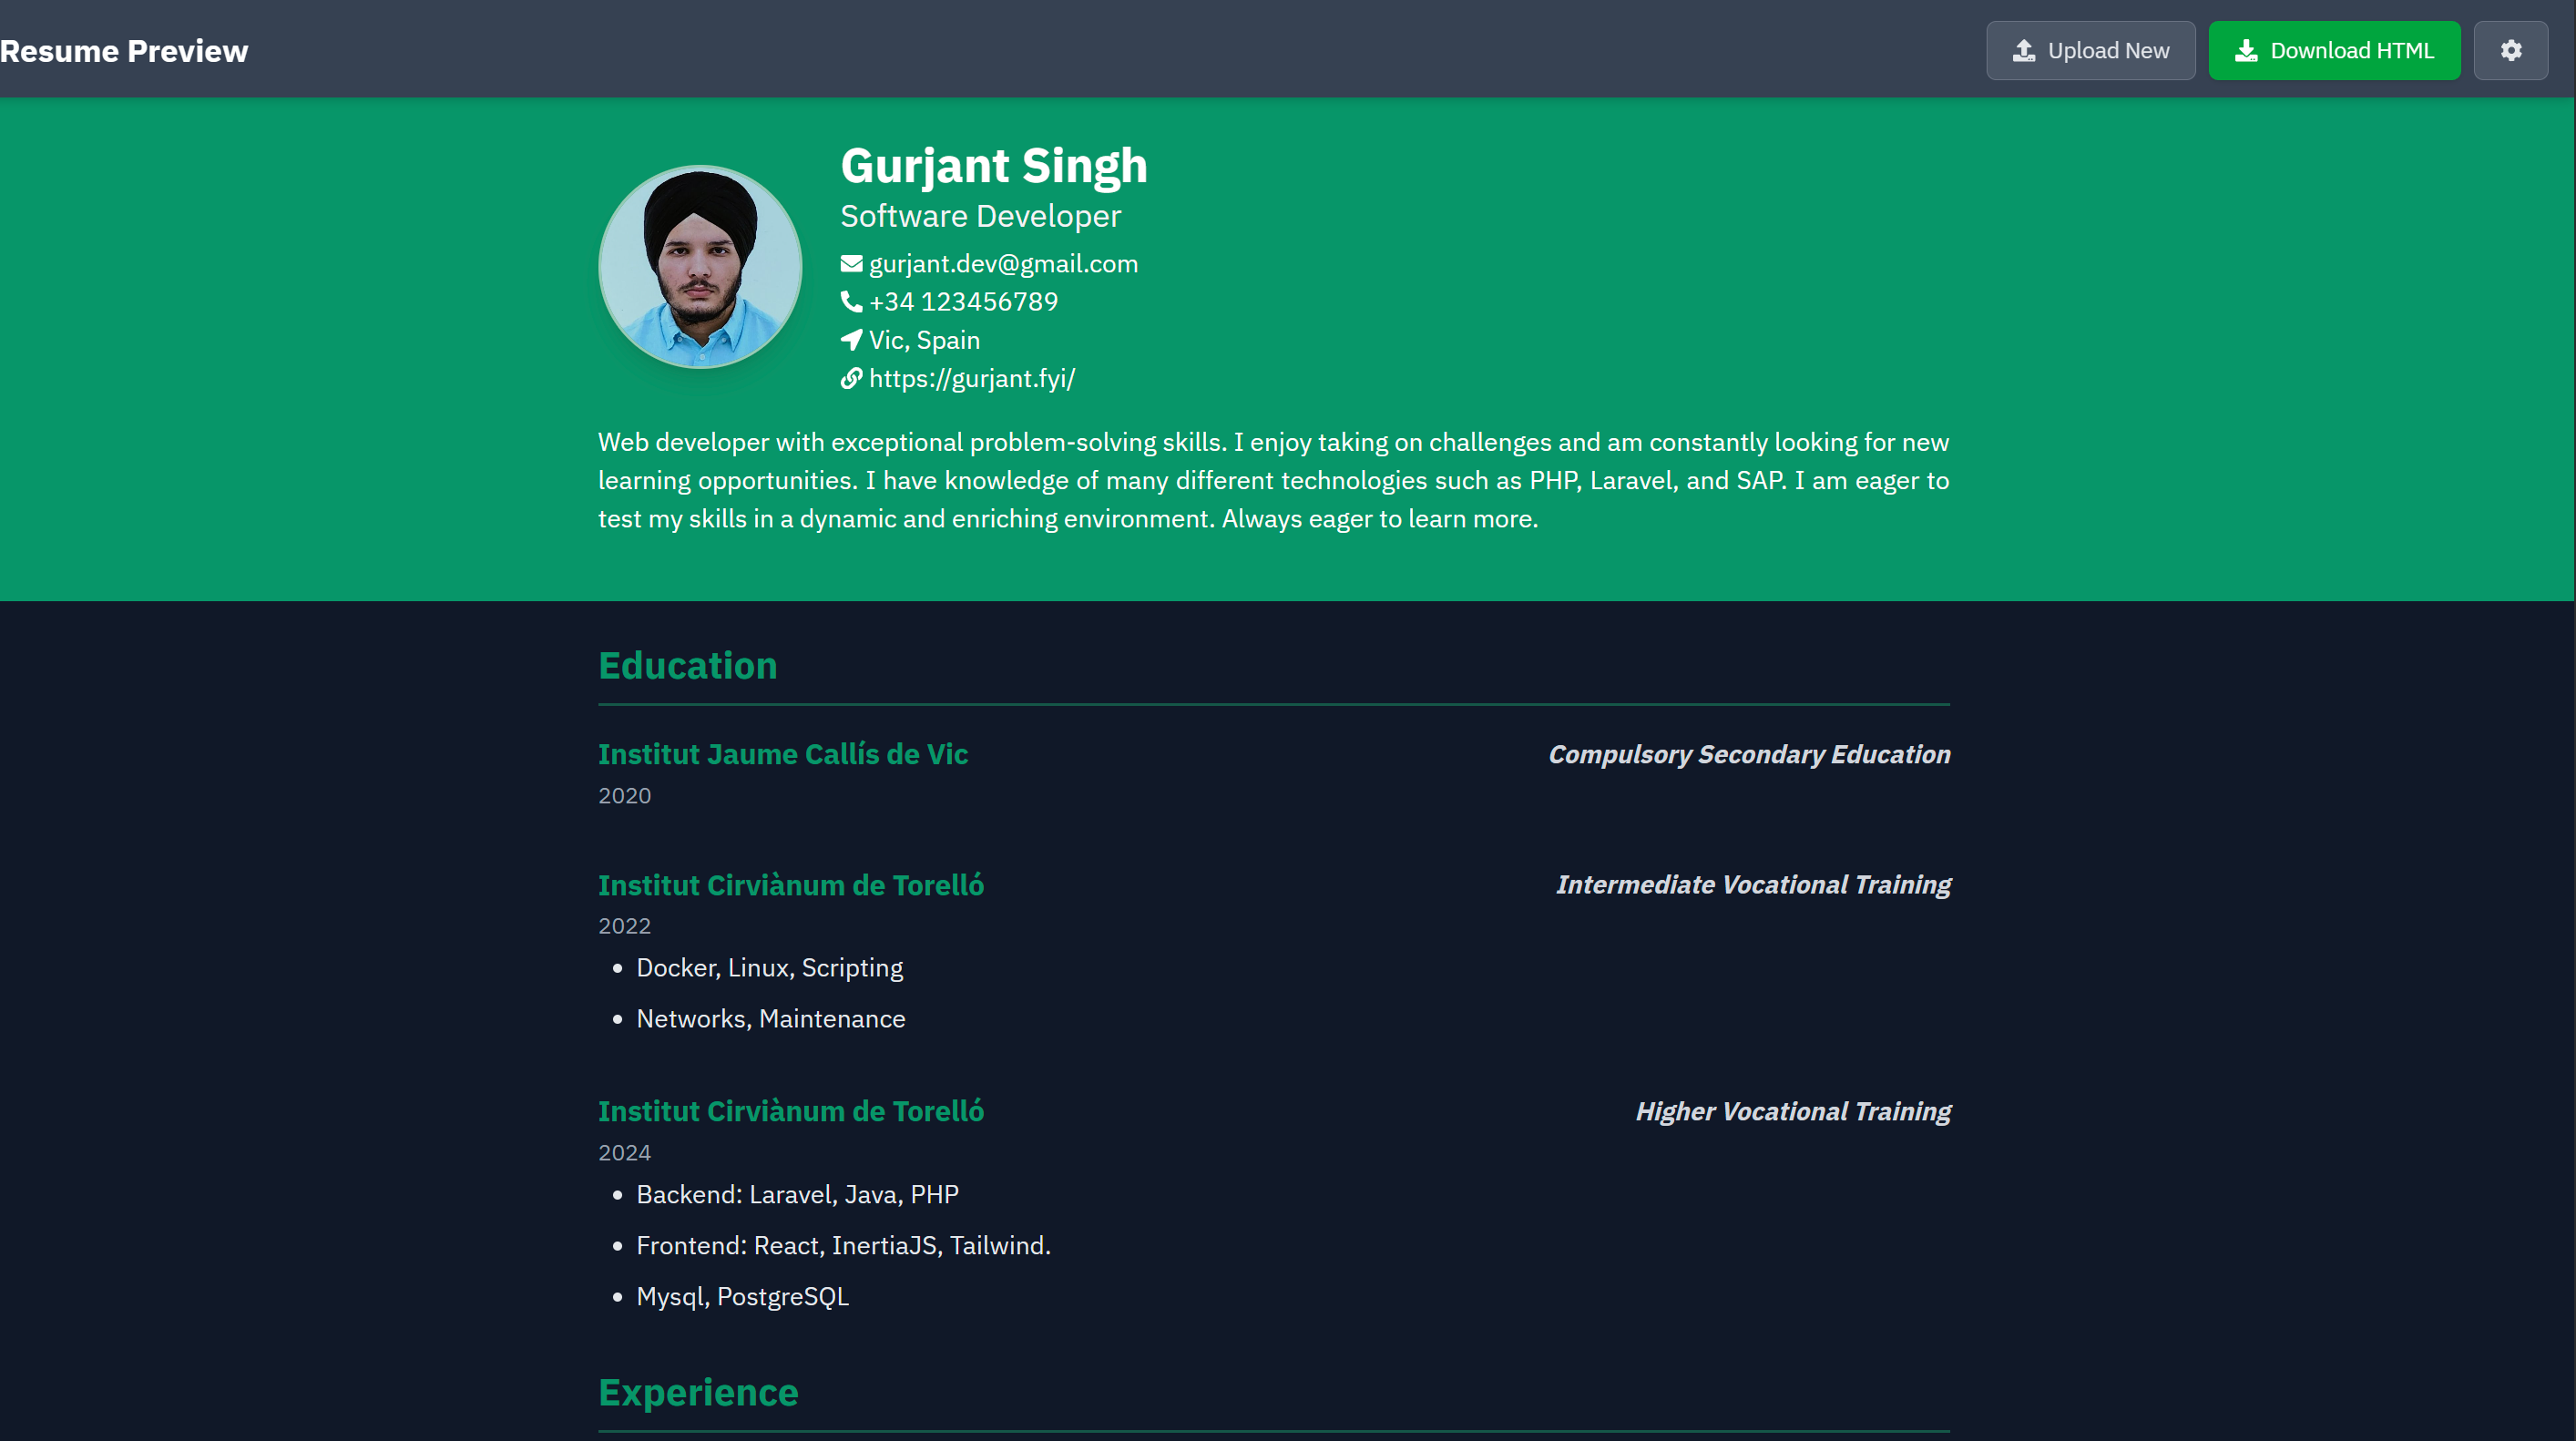 Resume Preview
Upload New
Download HTML
Gurjant Singh
Software Developer
gurjant.dev@gmail.com
+34 123456789
Vic, Spain
https://gurjant.fyi/
Web developer with exceptional problem-solving skills. I enjoy taking on challenges and am constantly looking for new
learning opportunities. I have knowledge of many different technologies such as PHP, Laravel, and SAP. I am eager to
test my skills in a dynamic and enriching environment. Always eager to learn more.
Education
Institut Jaume Callís de Vic
Compulsory Secondary Education
2020
Institut Cirviànum de Torelló
Intermediate Vocational Training
2022
Docker, Linux, Scripting
Networks, Maintenance
Institut Cirviànum de Torelló
Higher Vocational Training
2024
Backend: Laravel, Java, PHP
Frontend: React, InertiaJS, Tailwind.
Mysql, PostgreSQL
Experience